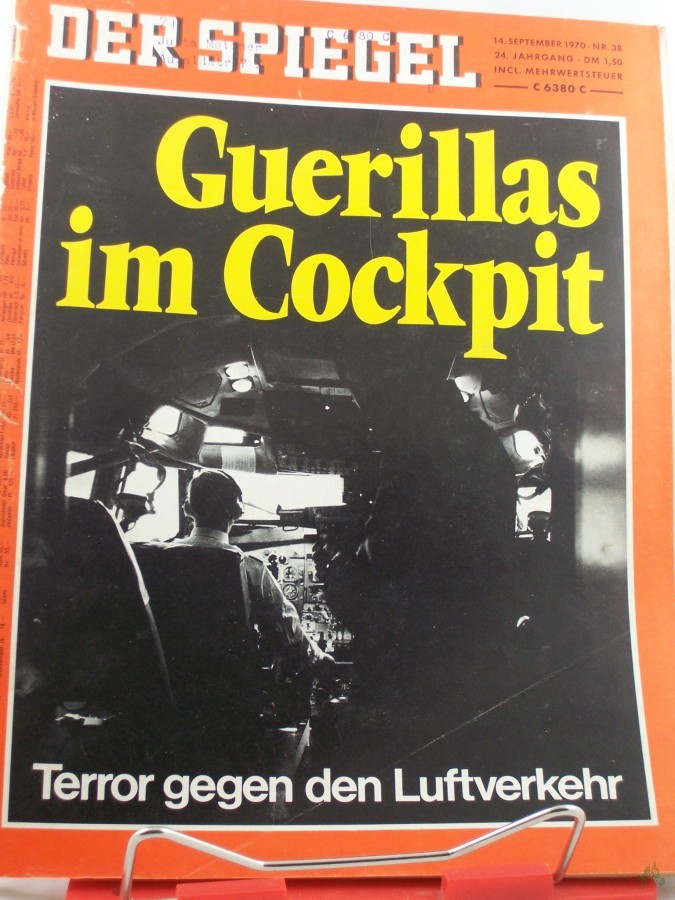 DER SPIEGEL
C 6380 C
14. SEPTEMBER 1970 · NR. 38
24. JAHRGANG · DM 1,50
INCL. MEHRWERTSTEUER
C 6380 C
Guerillas
im Cockpit
Terror gegen den Luftverkehr